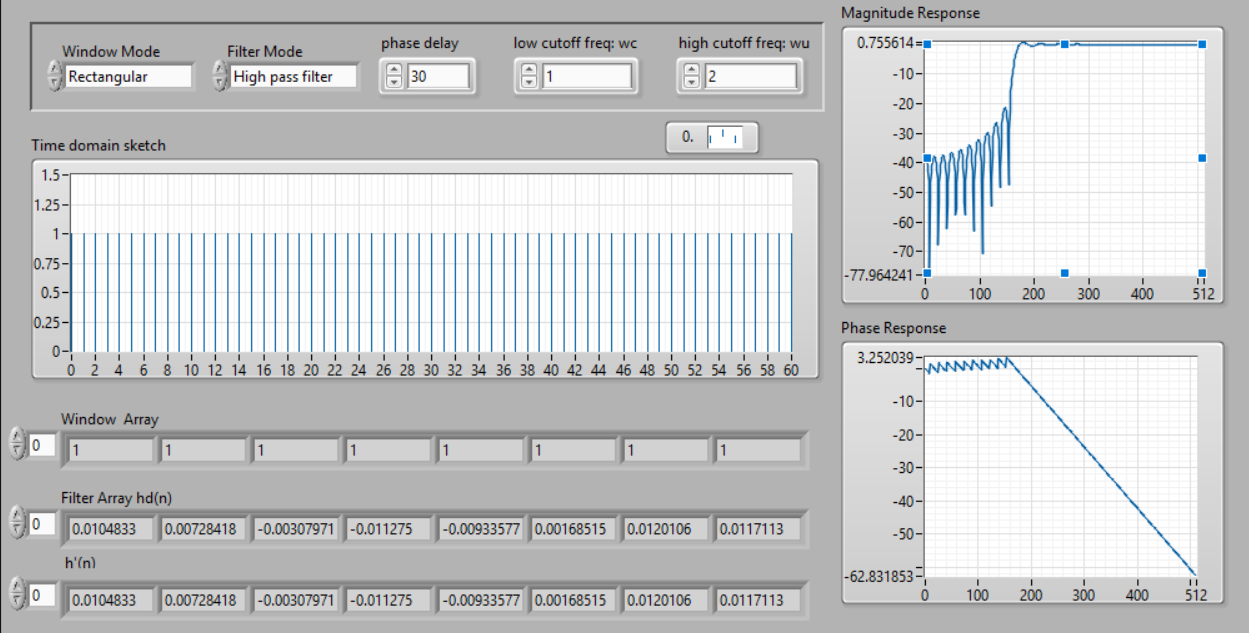 Window Mode Filter Mode phase delay low cutoff freq: wc high cutoff freq: wu
Rectangular High pass filter 30 1 2
0.
Time domain sketch
1.5
1.25
1
0.75
0.5
0.25
0
0 2 4 6 8 10 12 14 16 18 20 22 24 26 28 30 32 34 36 38 40 42 44 46 48 50 52 54 56 58 60
Window Array
0 1 1 1 1 1 1 1 1
Filter Array hd(n)
0 0.0104833 0.00728418 -0.00307971 -0.011275 -0.00933577 0.00168515 0.0120106 0.0117113
h'(n)
0 0.0104833 0.00728418 -0.00307971 -0.011275 -0.00933577 0.00168515 0.0120106 0.0117113
Magnitude Response
0.755614
-10
-20
-30
-40
-50
-60
-70
-77.964241
0 100 200 300 400 512
Phase Response
3.252039
-10
-20
-30
-40
-50
-62.831853
0 100 200 300 400 512